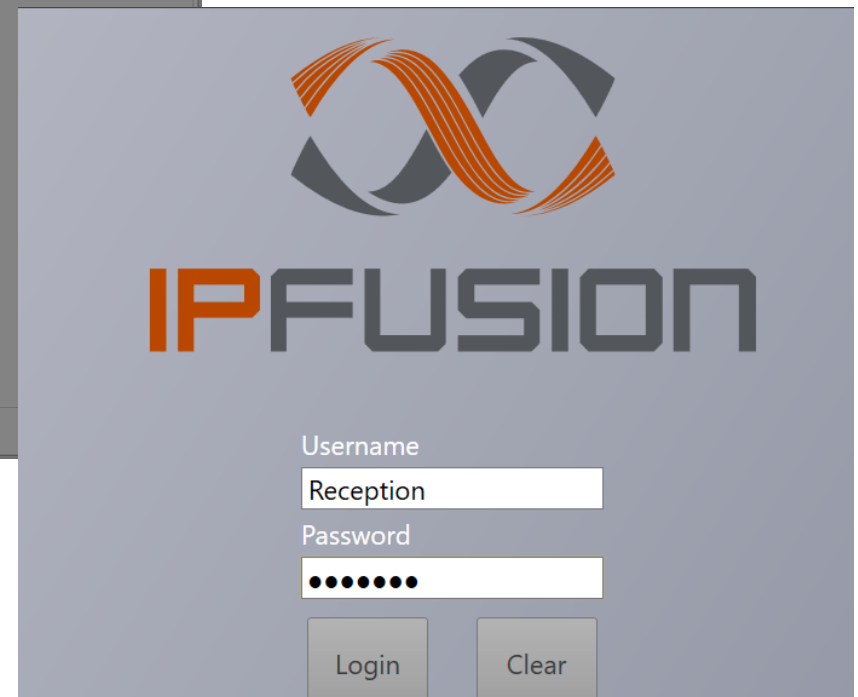 IPFUSION
Username
Reception
Password
●●●●●●●
Login Clear